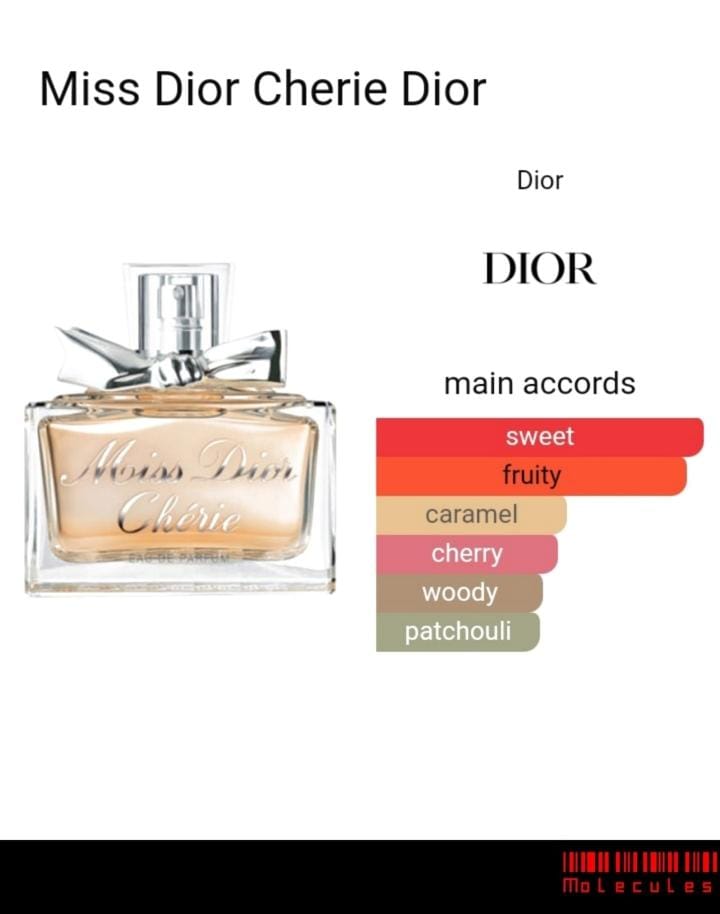 Miss Dior Cherie Dior
Dior
DIOR
main accords
sweet
fruity
caramel
cherry
woody
patchouli
Miss Dior
Chérie
EAU DE PARFUM
Molecules